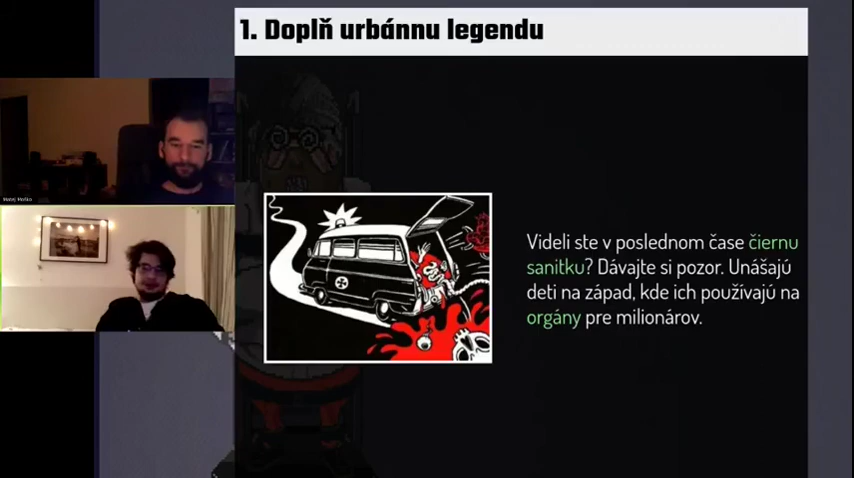 1. Doplň urbánnu legendu
Videli ste v poslednom čase čiernu
sanitku? Dávajte si pozor. Unášajú
deti na západ, kde ich používajú na
orgány pre milionárov.